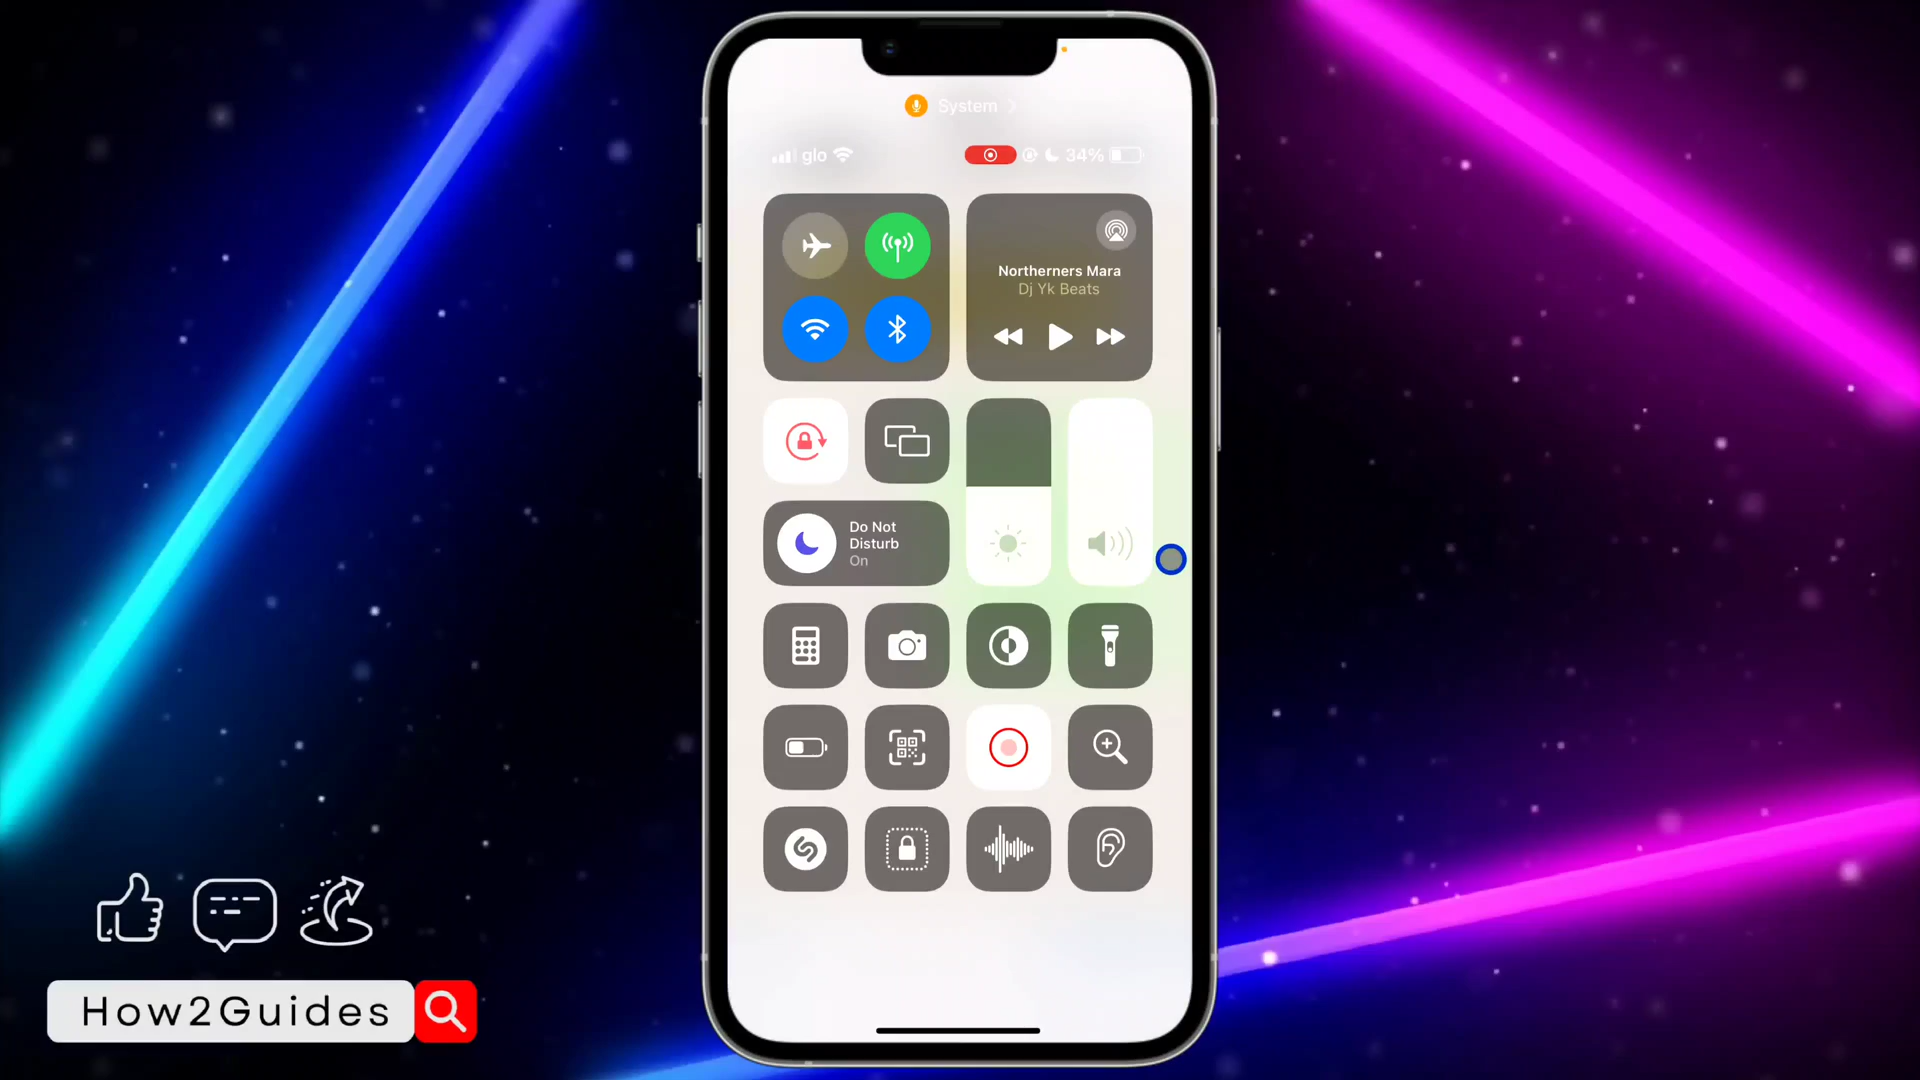 System
glo
34%
Northerners Mara
Dj Yk Beats
Do Not
Disturb
On
How2Guides